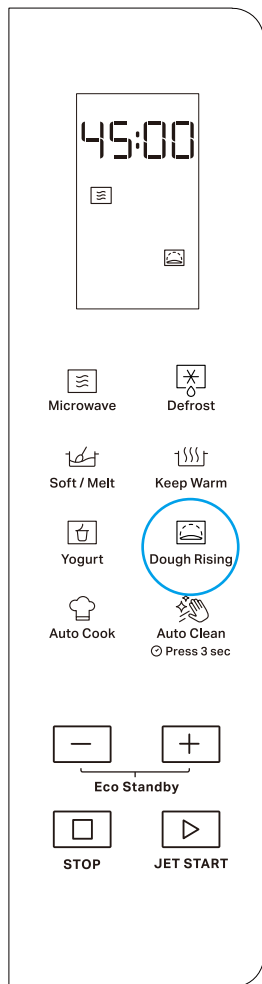 45:00
Microwave Defrost
Soft / Melt Keep Warm
Yogurt Dough Rising
Auto Cook Auto Clean
Press 3 sec
Eco Standby
STOP JET START